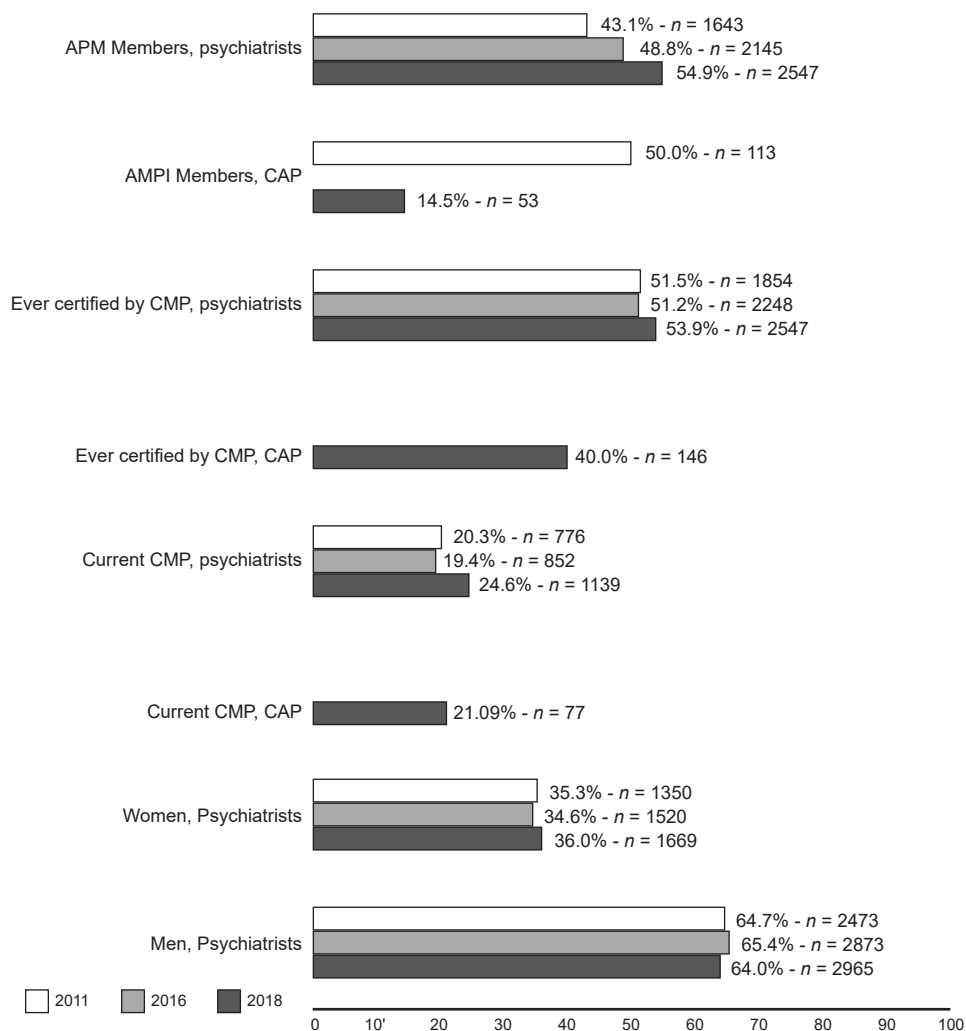 APM Members, psychiatrists
43.1% - n = 1643
48.8% - n = 2145
54.9% - n = 2547
AMPI Members, CAP
50.0% - n = 113
14.5% - n = 53
Ever certified by CMP, psychiatrists
51.5% - n = 1854
51.2% - n = 2248
53.9% - n = 2547
Ever certified by CMP, CAP
40.0% - n = 146
Current CMP, psychiatrists
20.3% - n = 776
19.4% - n = 852
24.6% - n = 1139
Current CMP, CAP
21.09% - n = 77
Women, Psychiatrists
35.3% - n = 1350
34.6% - n = 1520
36.0% - n = 1669
Men, Psychiatrists
64.7% - n = 2473
65.4% - n = 2873
64.0% - n = 2965
2011 2016 2018
0 10' 20 30 40 50 60 70 80 90 100